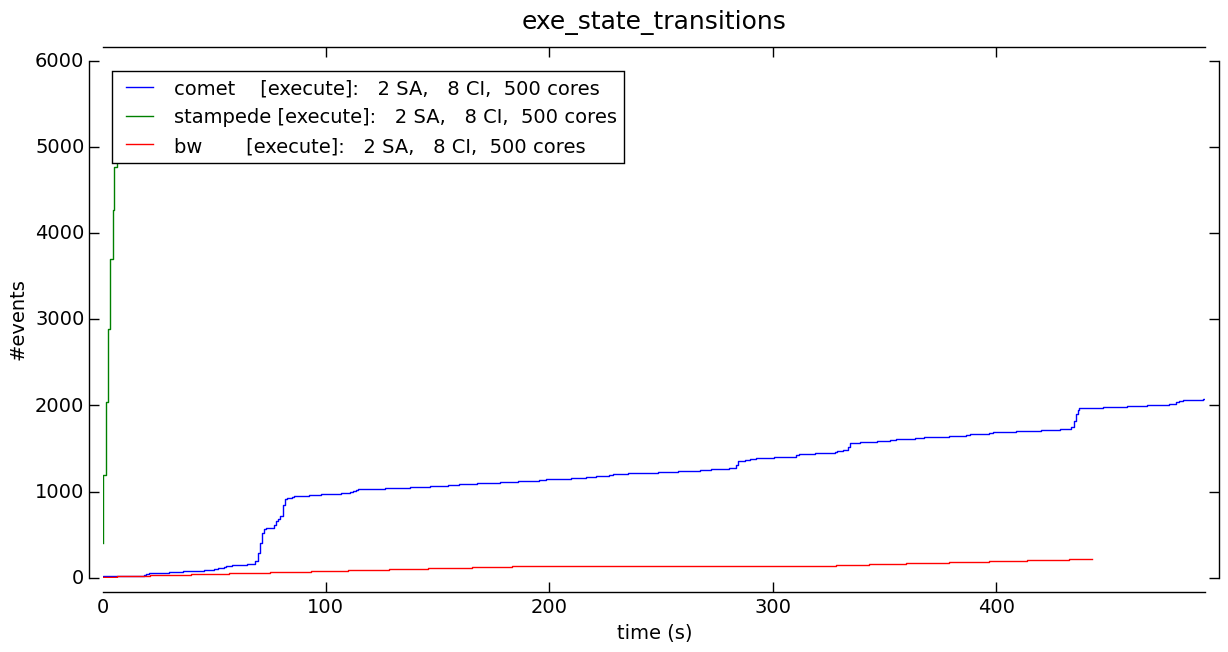 exe_state_transitions
6000
5000
4000
3000
2000
1000
0
#events
comet    [execute]:   2 SA,   8 CI,  500 cores
stampede [execute]:   2 SA,   8 CI,  500 cores
bw       [execute]:   2 SA,   8 CI,  500 cores
0 100 200 300 400
time (s)